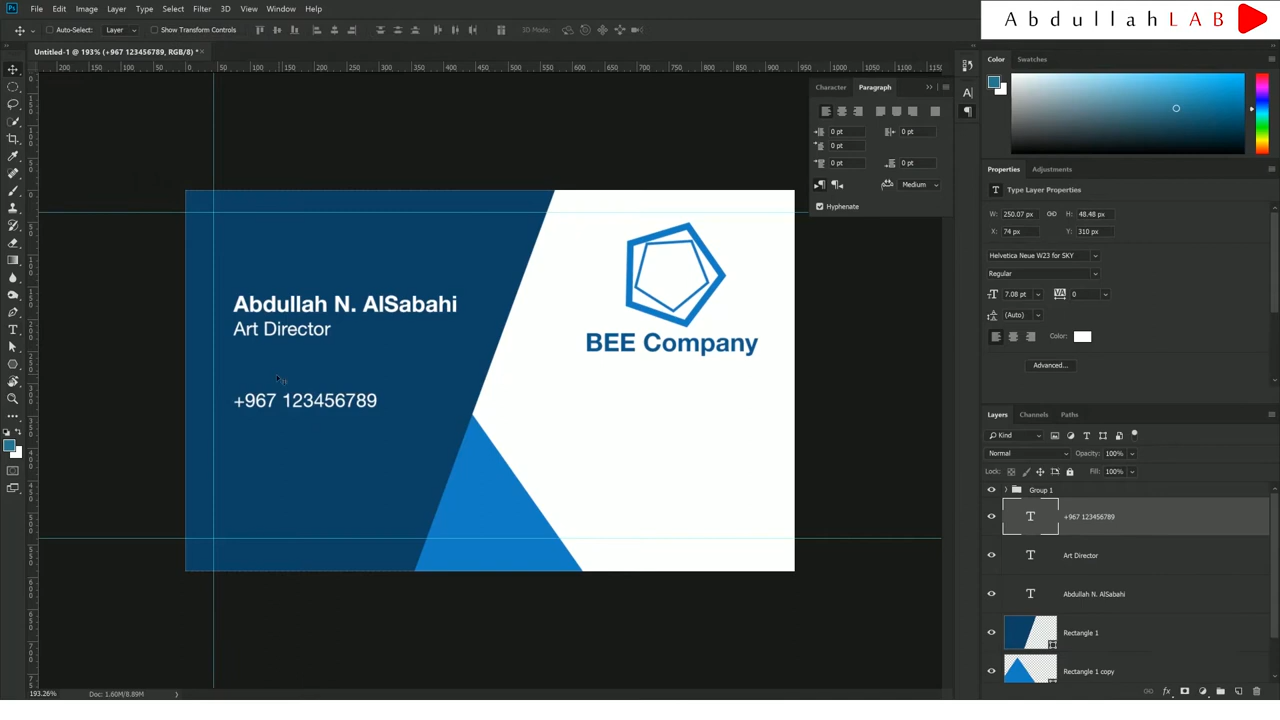 File Edit Image Layer Type Select Filter 3D View Window Help
Abdullah LAB
Auto-Select: Layer Show Transform Controls 3D Mode:
Untitled-1 @ 193% (+967 123456789, RGB/8) *
Color Swatches
Character Paragraph
0 pt 0 pt
0 pt
0 pt 0 pt
Medium
Hyphenate
Properties Adjustments
Type Layer Properties
W: 250.07 px H: 48.48 px
X: 74 px Y: 310 px
Helvetica Neue W23 for SKY
Regular
7.08 pt 0
(Auto) Color:
Advanced...
Abdullah N. AlSabahi
Art Director
+967 123456789
BEE Company
Layers Channels Paths
Kind
Normal Opacity: 100%
Lock: Fill: 100%
Group 1
+967 123456789
Art Director
Abdullah N. AlSabahi
Rectangle 1
Rectangle 1 copy
193.26% Doc: 1.60M/8.89M